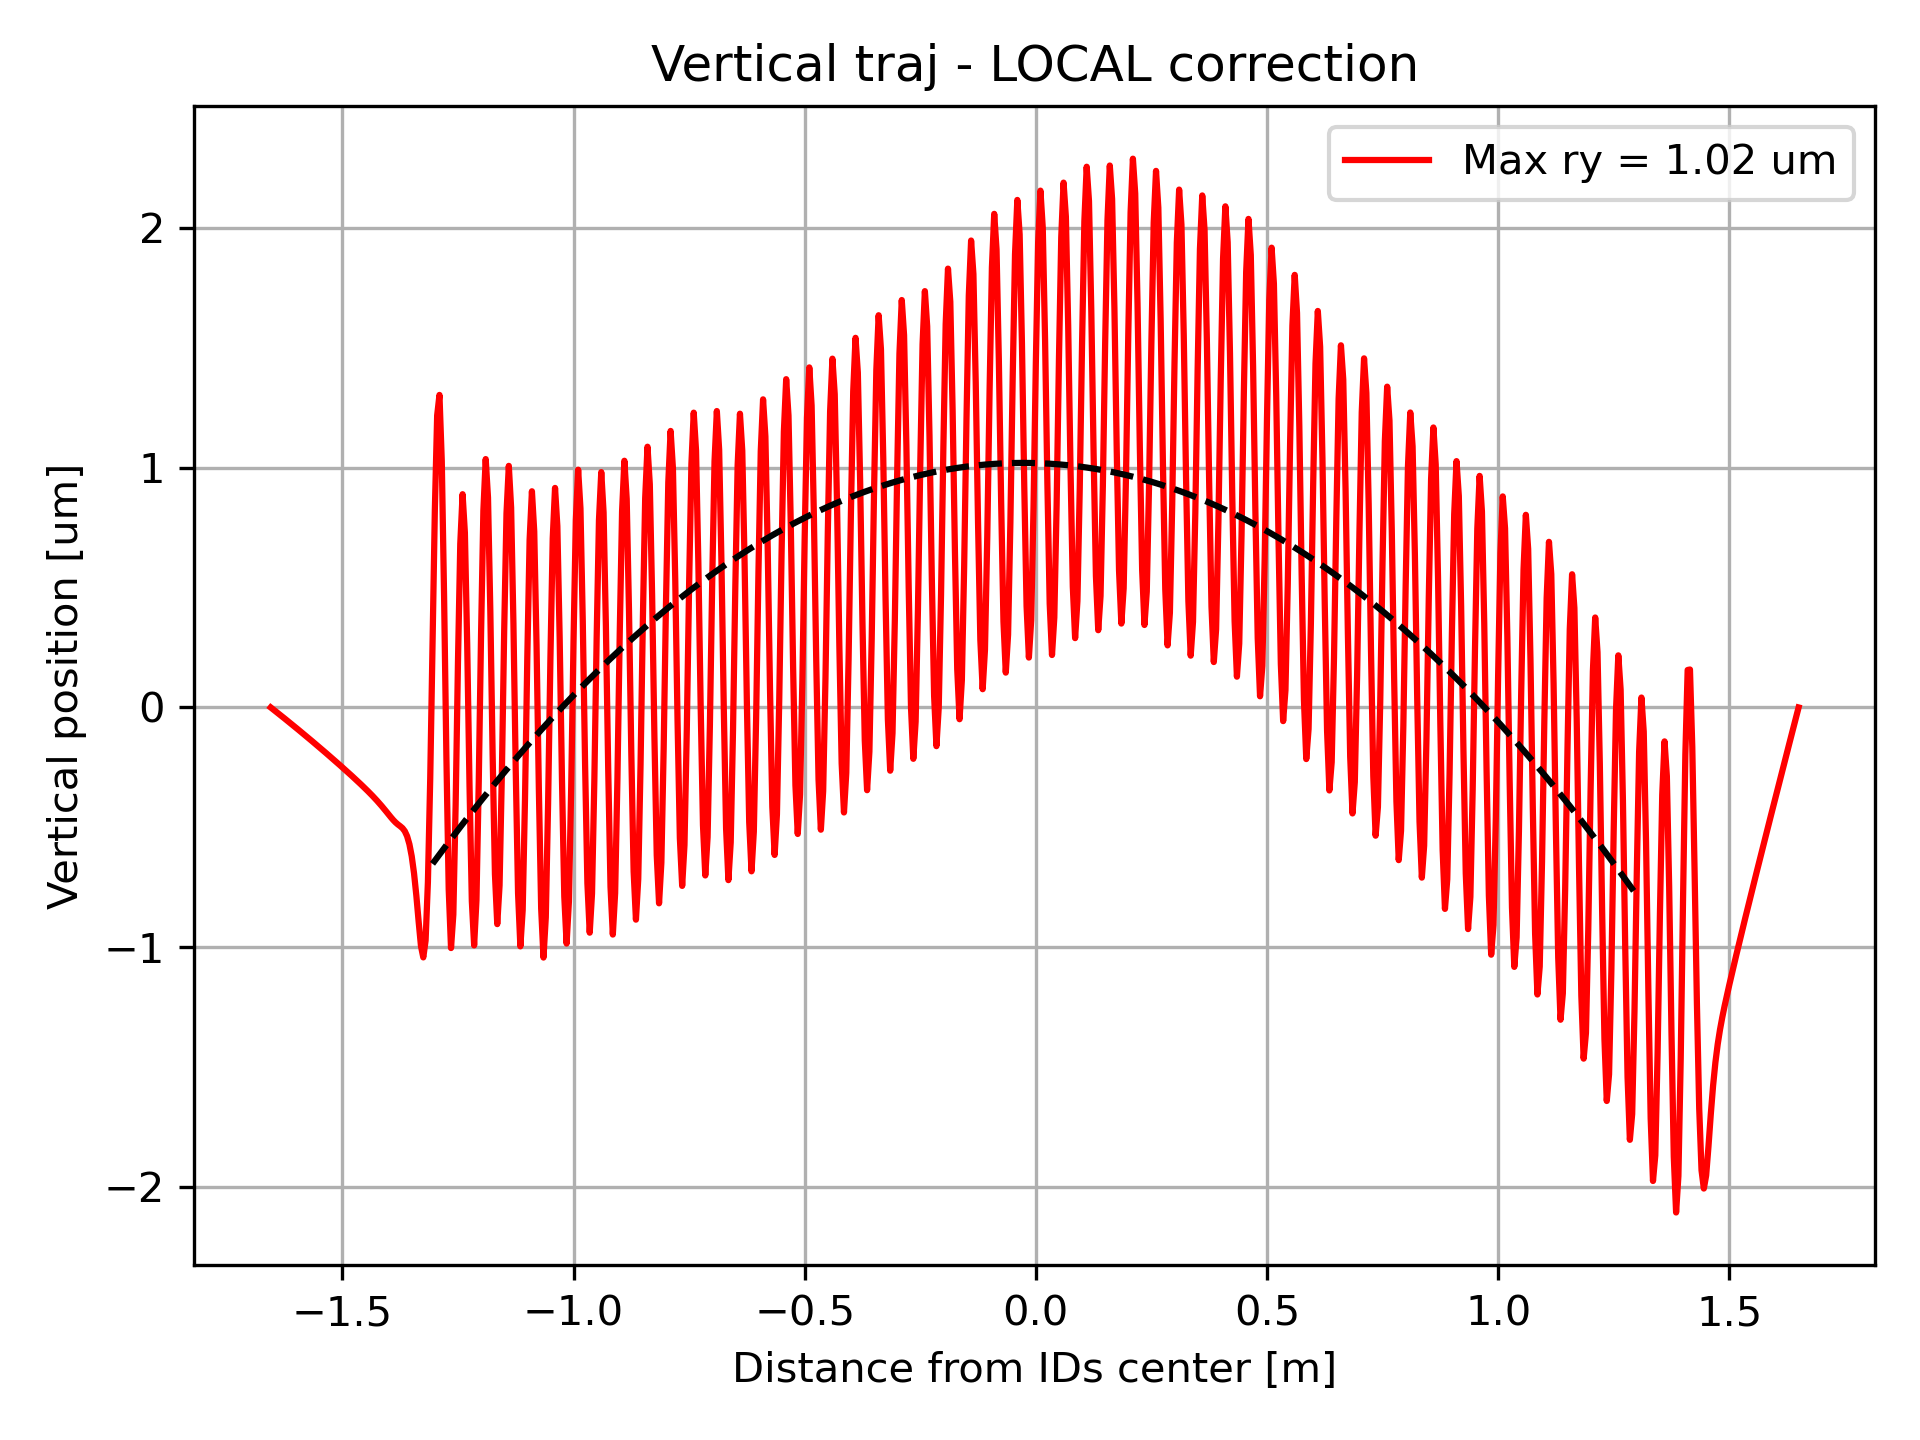 Vertical traj - LOCAL correction
Max ry = 1.02 um
Vertical position [um]
2
1
0
−1
−2
−1.5 −1.0 −0.5 0.0 0.5 1.0 1.5
Distance from IDs center [m]